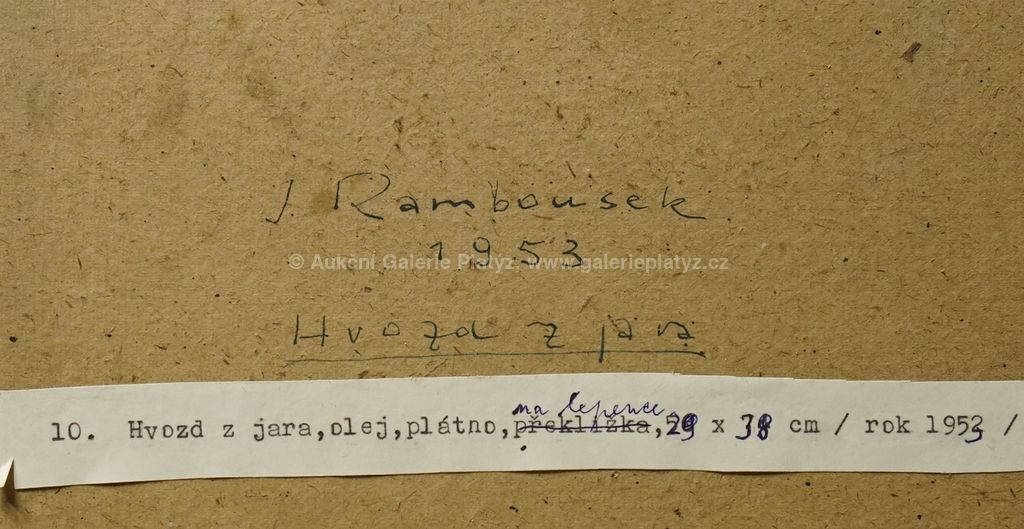 J. Rambousek
1953
© Aukční Galerie Platýz, www.galerieplatyz.cz
Hvozd z jara
na lepence
10. Hvozd z jara,olej,plátno,překližka,29 x 38 cm / rok 1953 /